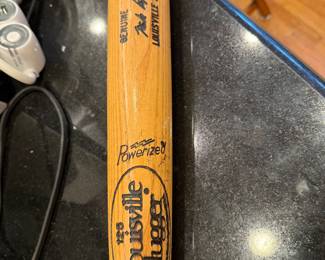 GENUINE
LOUISVILLE
Powerized
125
Louisville
Slugger